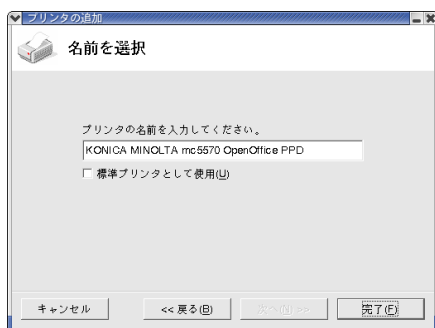 プリンタの追加
名前を選択
プリンタの名前を入力してください。
KONICA MINOLTA mc5570 OpenOffice PPD
標準プリンタとして使用(U)
キャンセル
<< 戻る(B)
次へ(N) >>
完了(F)